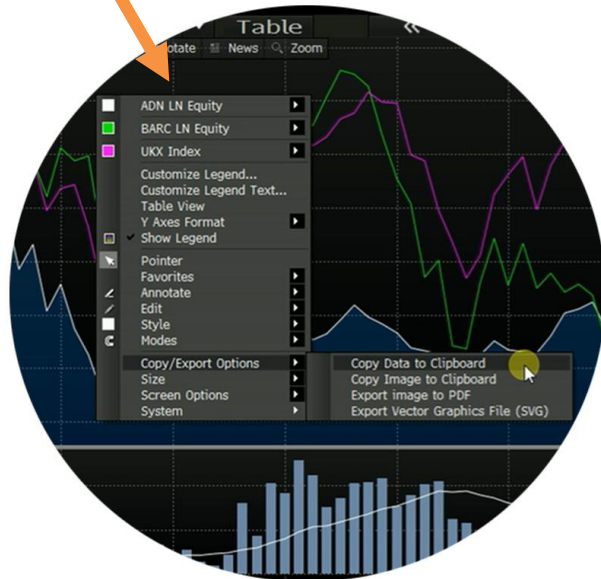 Table
«
News Zoom
ADN LN Equity
BARC LN Equity
UKX Index
Customize Legend...
Customize Legend Text...
Table View
Y Axes Format
Show Legend
Pointer
Favorites
Annotate
Edit
Style
Modes
Copy/Export Options
Size
Screen Options
System
Copy Data to Clipboard
Copy Image to Clipboard
Export image to PDF
Export Vector Graphics File (SVG)